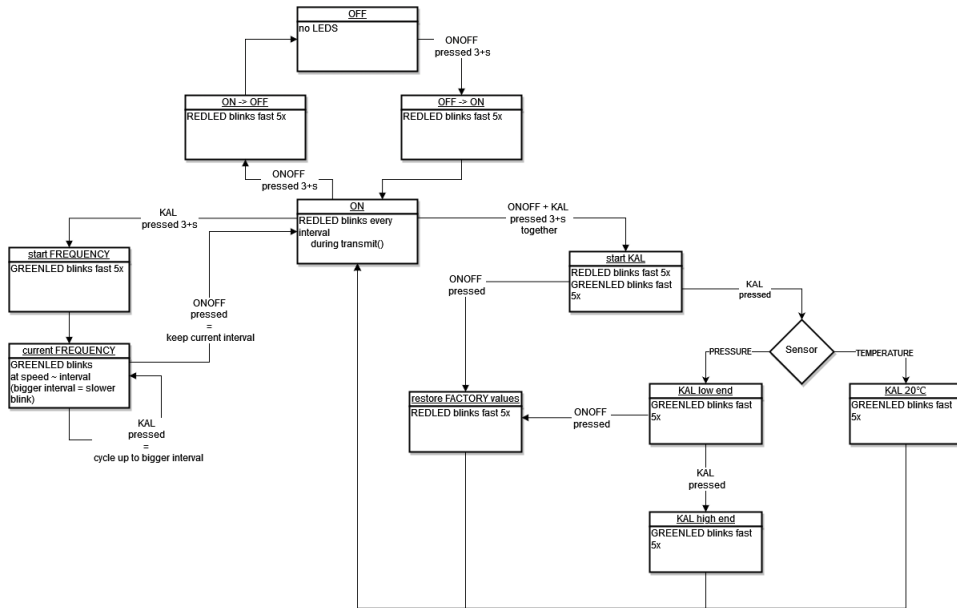 OFF
no LEDS
ONOFF
pressed 3+s
ON -> OFF
REDLED blinks fast 5x
OFF -> ON
REDLED blinks fast 5x
ONOFF
pressed 3+s
ON
REDLED blinks every
interval
during transmit()
KAL
pressed 3+s
ONOFF + KAL
pressed 3+s
together
start FREQUENCY
GREENLED blinks fast 5x
start KAL
REDLED blinks fast 5x
GREENLED blinks fast
5x
ONOFF
pressed
KAL
pressed
ONOFF
pressed
=
keep current interval
current FREQUENCY
GREENLED blinks
at speed ~ interval
(bigger interval = slower
blink)
Sensor
PRESSURE
TEMPERATURE
KAL
pressed
=
cycle up to bigger interval
restore FACTORY values
REDLED blinks fast 5x
ONOFF
pressed
KAL low end
GREENLED blinks fast
5x
KAL 20°C
GREENLED blinks fast
5x
KAL
pressed
KAL high end
GREENLED blinks fast
5x